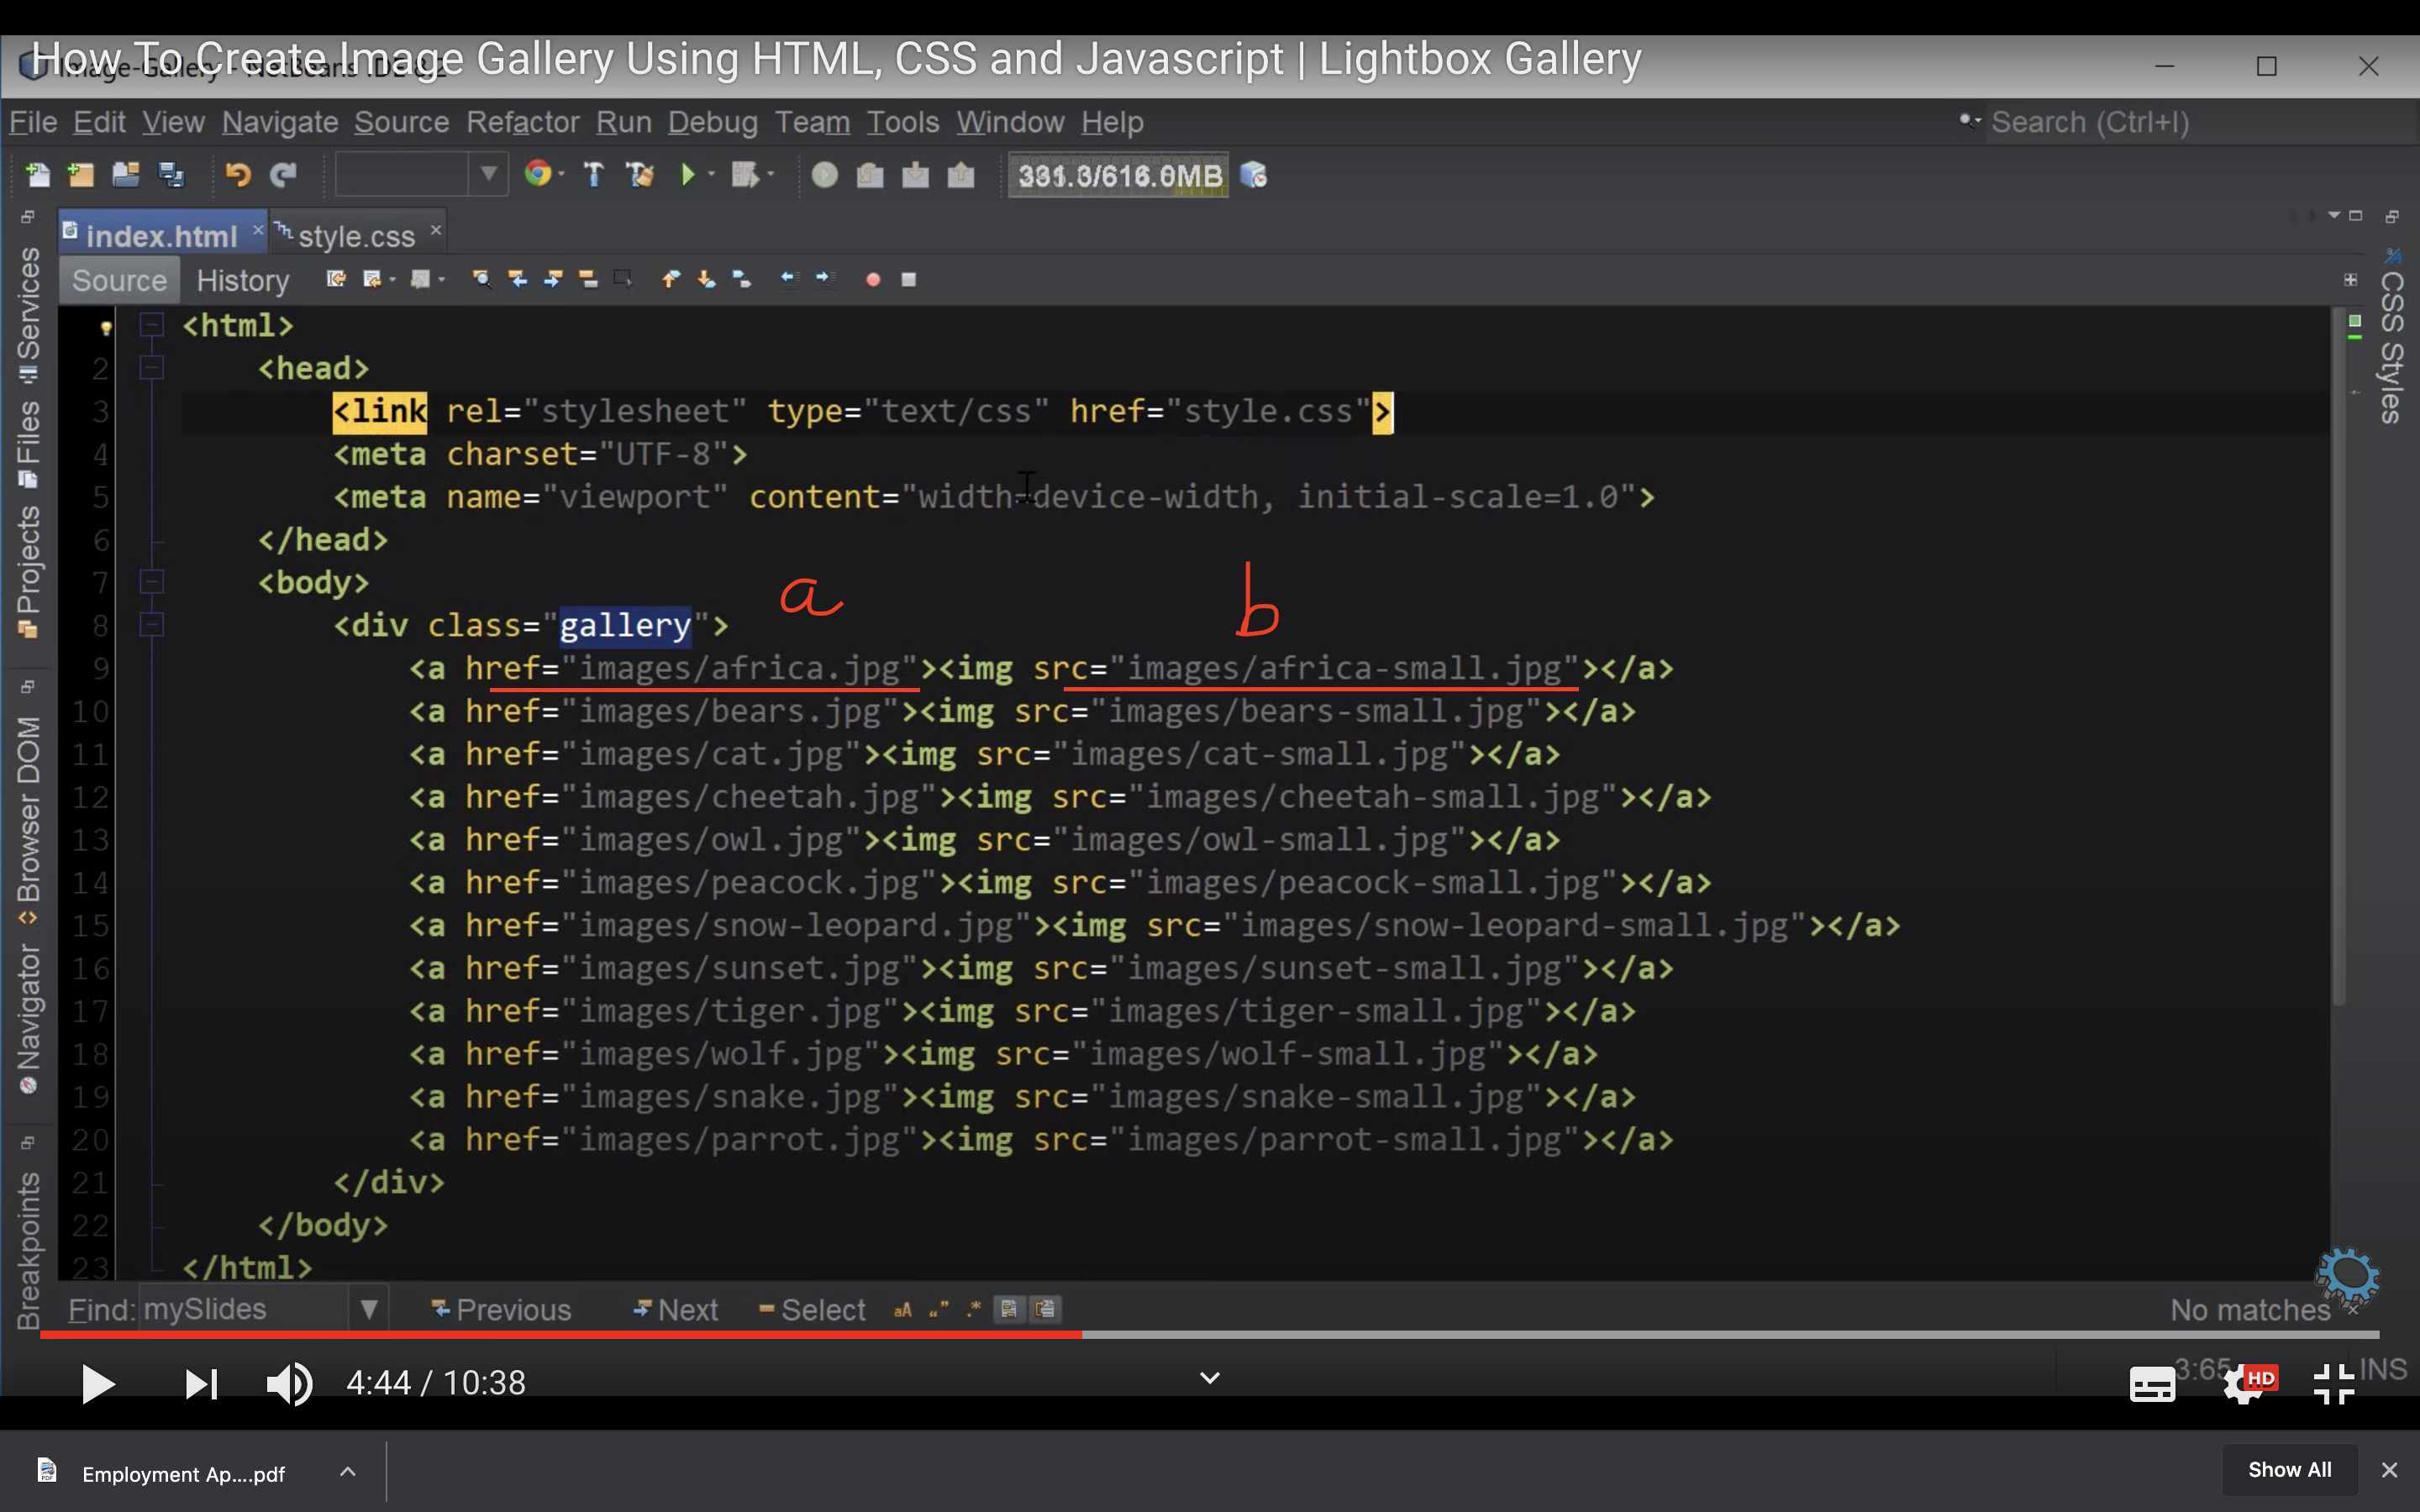 How To Create Image Gallery Using HTML, CSS and Javascript | Lightbox Gallery
File Edit View Navigate Source Refactor Run Debug Team Tools Window Help
Search (Ctrl+I)
331.3/616.0MB
index.html
style.css
Source History
Services
Files
Projects
Browser DOM
Navigator
Breakpoints
CSS Styles
<html>
2 <head>
3 <link rel="stylesheet" type="text/css" href="style.css">
4 <meta charset="UTF-8">
5 <meta name="viewport" content="width=device-width, initial-scale=1.0">
6 </head>
7 <body>
a b
8 <div class="gallery">
9 <a href="images/africa.jpg"><img src="images/africa-small.jpg"></a>
10 <a href="images/bears.jpg"><img src="images/bears-small.jpg"></a>
11 <a href="images/cat.jpg"><img src="images/cat-small.jpg"></a>
12 <a href="images/cheetah.jpg"><img src="images/cheetah-small.jpg"></a>
13 <a href="images/owl.jpg"><img src="images/owl-small.jpg"></a>
14 <a href="images/peacock.jpg"><img src="images/peacock-small.jpg"></a>
15 <a href="images/snow-leopard.jpg"><img src="images/snow-leopard-small.jpg"></a>
16 <a href="images/sunset.jpg"><img src="images/sunset-small.jpg"></a>
17 <a href="images/tiger.jpg"><img src="images/tiger-small.jpg"></a>
18 <a href="images/wolf.jpg"><img src="images/wolf-small.jpg"></a>
19 <a href="images/snake.jpg"><img src="images/snake-small.jpg"></a>
20 <a href="images/parrot.jpg"><img src="images/parrot-small.jpg"></a>
21 </div>
22 </body>
23 </html>
Find: mySlides Previous Next Select aA No matches
4:44 / 10:38
3:65 HD INS
Employment Ap....pdf
Show All